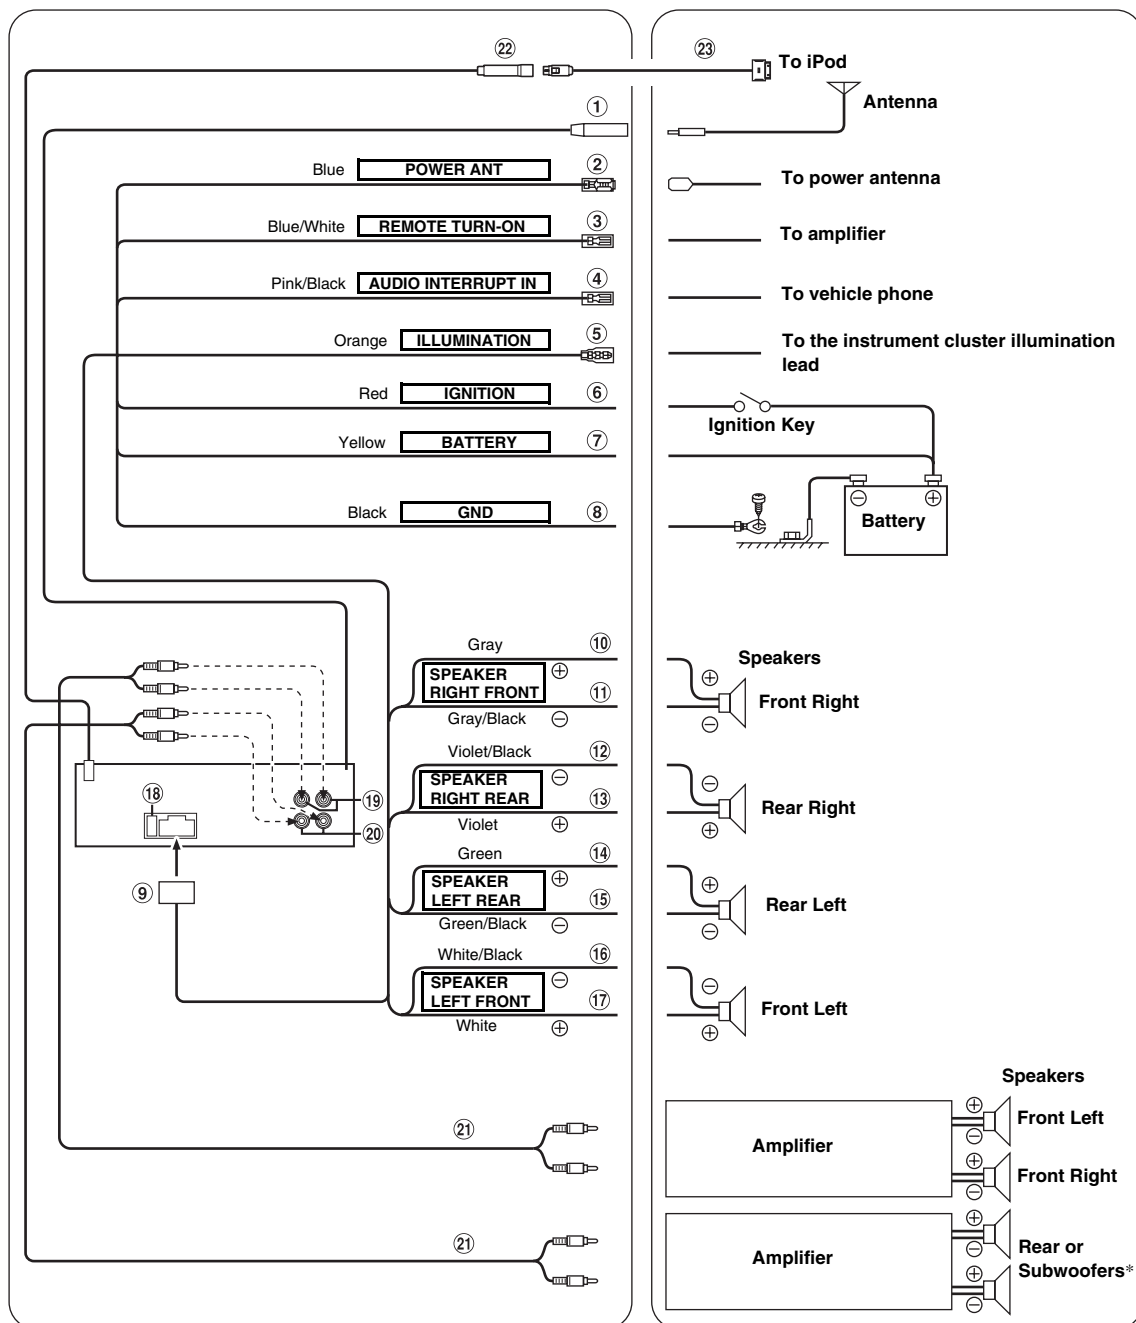 ㉒ ㉓
To iPod
①
Antenna
②
Blue POWER ANT
To power antenna
③
Blue/White REMOTE TURN-ON
To amplifier
④
Pink/Black AUDIO INTERRUPT IN
To vehicle phone
⑤
Orange ILLUMINATION
To the instrument cluster illumination
lead
Red IGNITION ⑥
Ignition Key
Yellow BATTERY ⑦
⊖ ⊕
Battery
Black GND ⑧
Gray ⑩
Speakers
SPEAKER ⊕
RIGHT FRONT ⑪
Gray/Black ⊖
⊕
Front Right
⊖
Violet/Black ⑫
SPEAKER ⊖
RIGHT REAR ⑬
Violet ⊕
⊖
Rear Right
⊕
⑱ ⑲
⑳
Green ⑭
SPEAKER ⊕
LEFT REAR ⑮
Green/Black ⊖
⊕
Rear Left
⊖
⑨
White/Black ⑯
SPEAKER ⊖
LEFT FRONT ⑰
White ⊕
⊖
Front Left
⊕
Speakers
㉑
Amplifier
⊕
Front Left
⊖
⊕
Front Right
⊖
㉑
Amplifier
⊕
⊖
Rear or
Subwoofers*
⊕
⊖